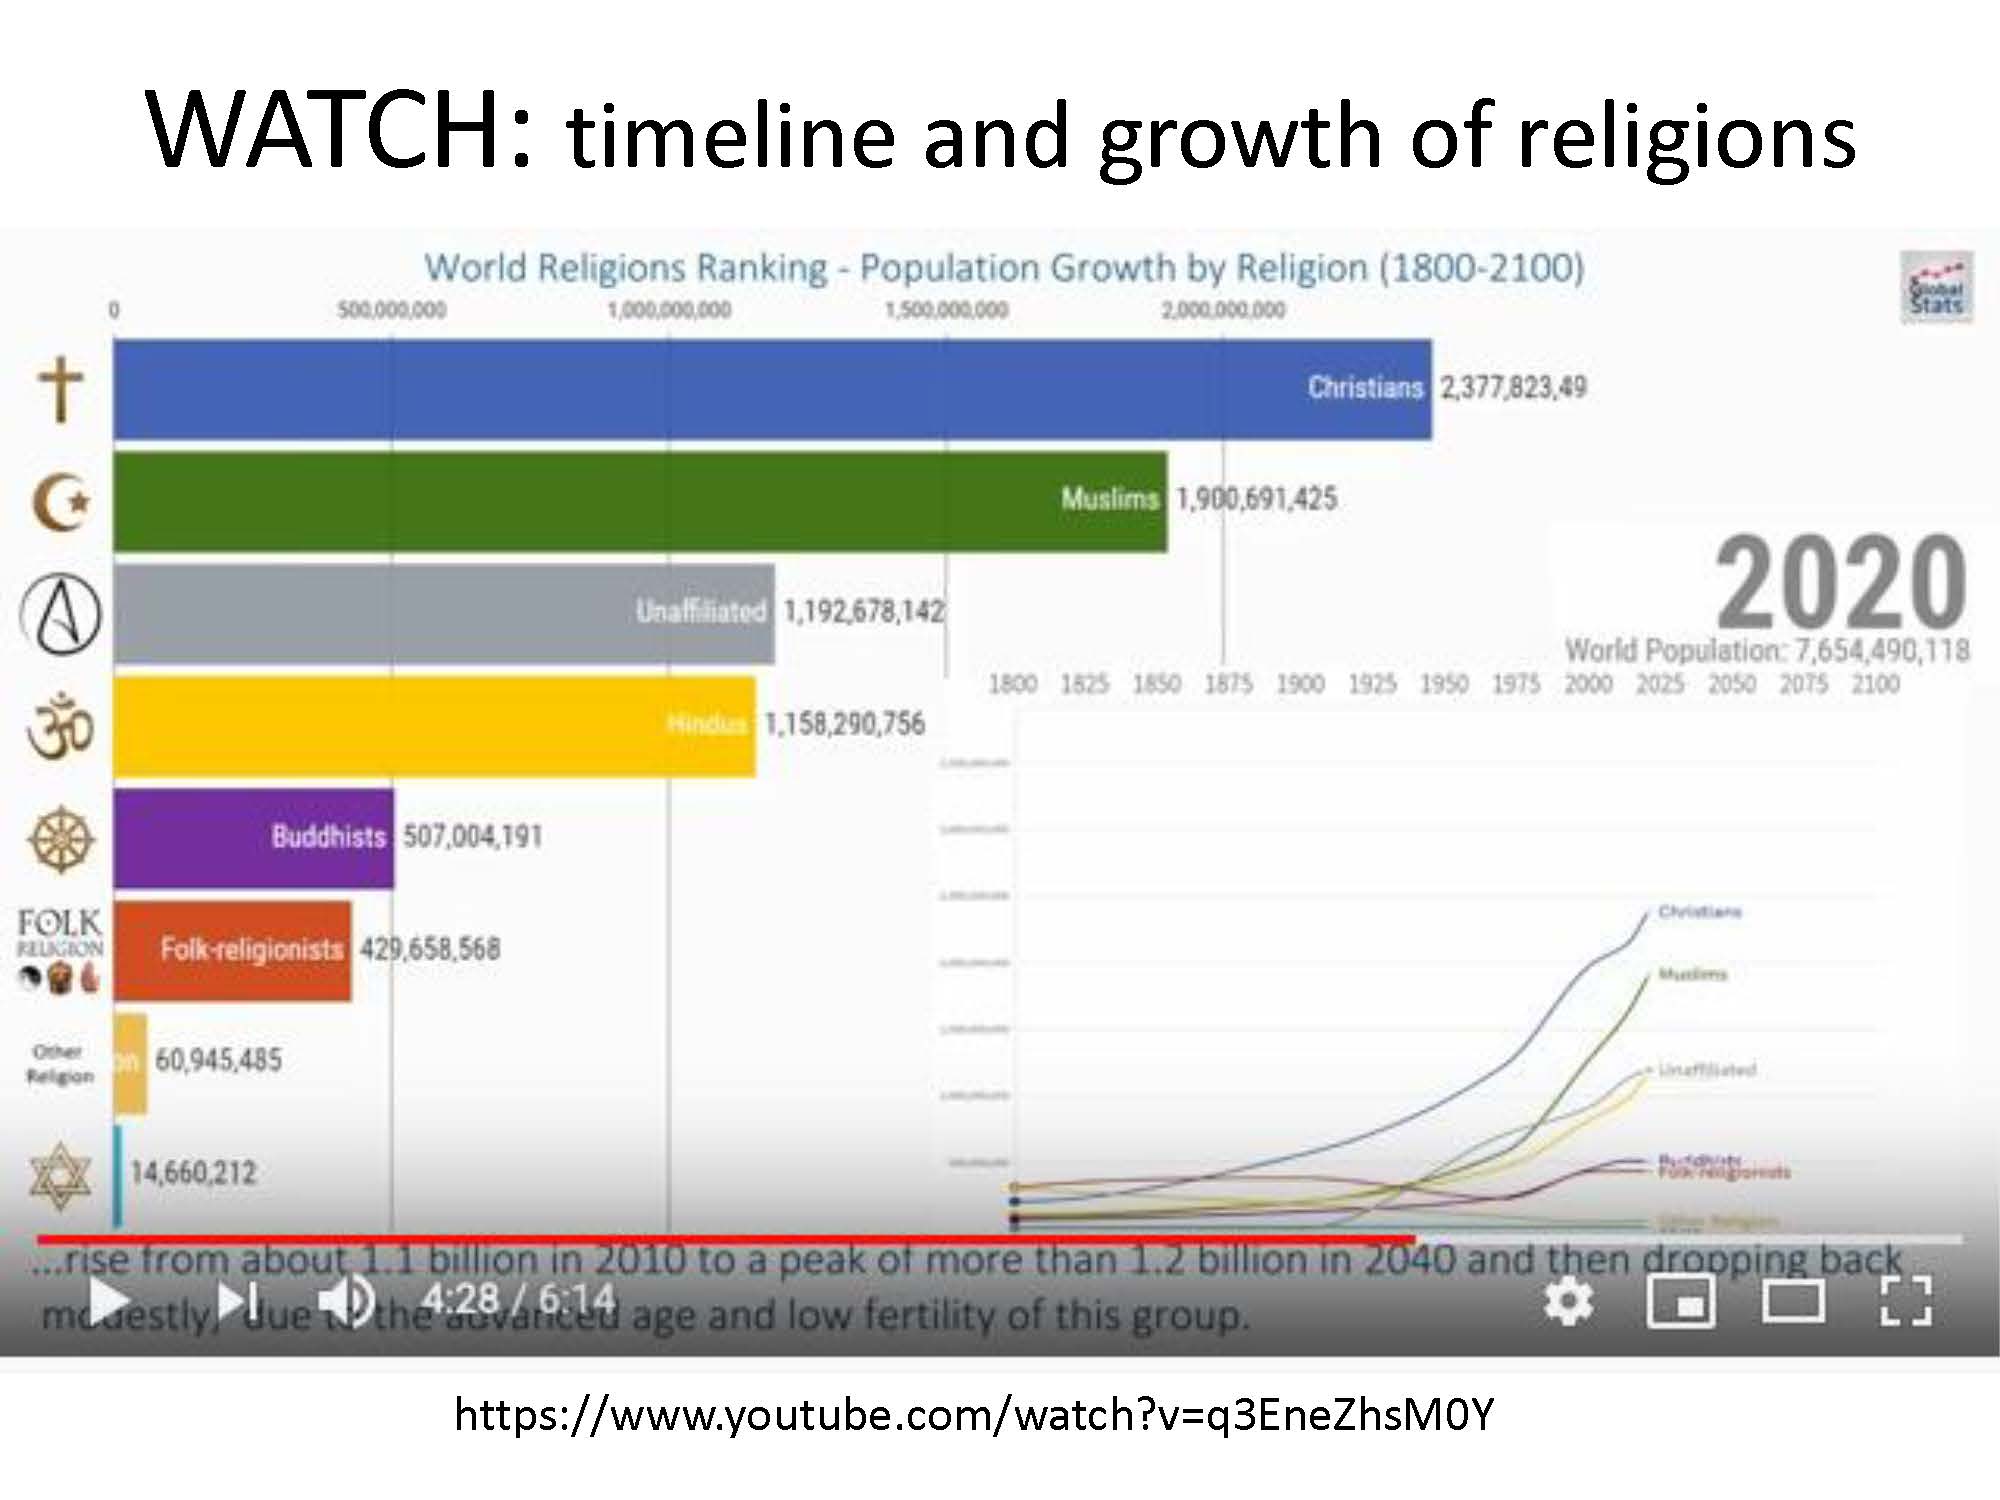 WATCH: timeline and growth of religions
World Religions Ranking - Population Growth by Religion (1800-2100)
Global
Stats
0 500,000,000 1,000,000,000 1,500,000,000 2,000,000,000
Christians 2,377,823,49
Muslims 1,900,691,425
Unaffiliated 1,192,678,142
Hindus 1,158,290,756
Buddhists 507,004,191
FOLK
RELIGION
Folk-religionists 429,658,568
Other
Religion
on 60,945,485
14,660,212
2020
World Population: 7,654,490,118
1800 1825 1850 1875 1900 1925 1950 1975 2000 2025 2050 2075 2100
Christians
Muslims
Unaffiliated
Buddhists
Folk-religionists
Other Religion
...rise from about 1.1 billion in 2010 to a peak of more than 1.2 billion in 2040 and then dropping back
modestly, due to the advanced age and low fertility of this group.
4:28 / 6:14
https://www.youtube.com/watch?v=q3EneZhsM0Y